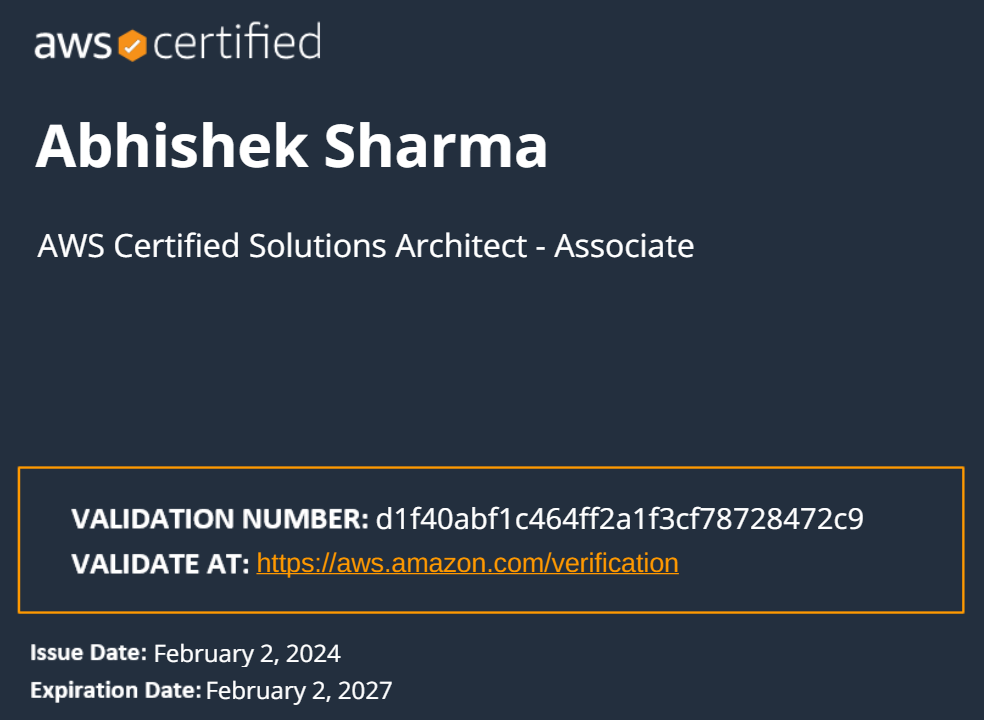 aws certified
Abhishek Sharma
AWS Certified Solutions Architect - Associate
VALIDATION NUMBER: d1f40abf1c464ff2a1f3cf78728472c9
VALIDATE AT: https://aws.amazon.com/verification
Issue Date: February 2, 2024
Expiration Date: February 2, 2027